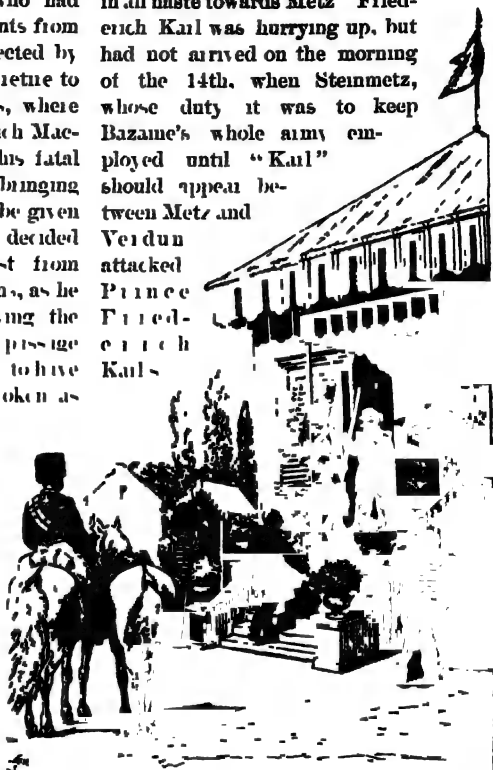 who had
nts from
ected by
to
where
ch Mac-
his fatal
bringing
be given
decided
st from
as he
ing the
to have
oken as
in all haste towards Metz Fried-
erich Karl was hurrying up, but
had not arrived on the morning
of the 14th, when Steinmetz,
whose duty it was to keep
Bazaine's whole army em-
ployed until "Karl"
should appear be-
tween Metz and
Verdun
attacked
Prince
Fried-
erich
Karl's